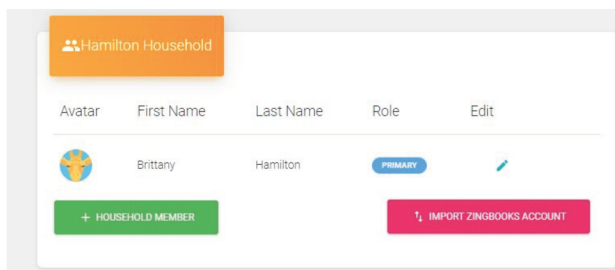 Hamilton Household
Avatar First Name Last Name Role Edit
Brittany Hamilton PRIMARY
+ HOUSEHOLD MEMBER IMPORT ZINGBOOKS ACCOUNT